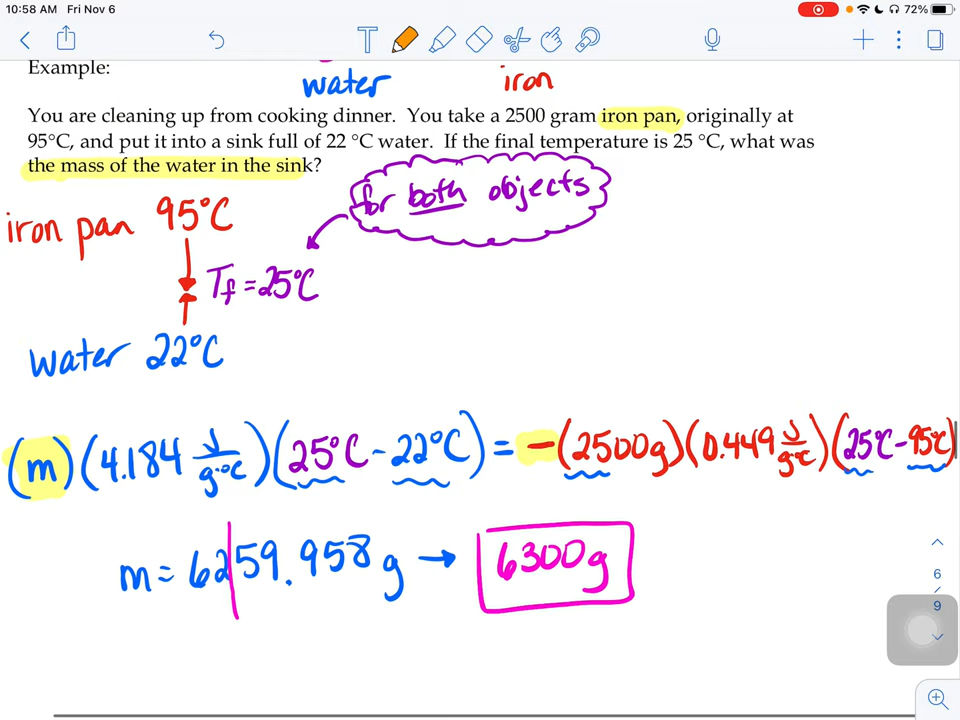 10:58 AM Fri Nov 6
72%
T
Example:
water
iron
You are cleaning up from cooking dinner. You take a 2500 gram iron pan, originally at
95°C, and put it into a sink full of 22 °C water. If the final temperature is 25 °C, what was
the mass of the water in the sink?
for both objects
iron pan 95°C
Tf = 25°C
water 22°C
(m)(4.184 J/g·°C)(25°C - 22°C) = -(2500g)(0.449 J/g·°C)(25°C - 95°C)
m = 6259.958 g → 6300g
6
/
9